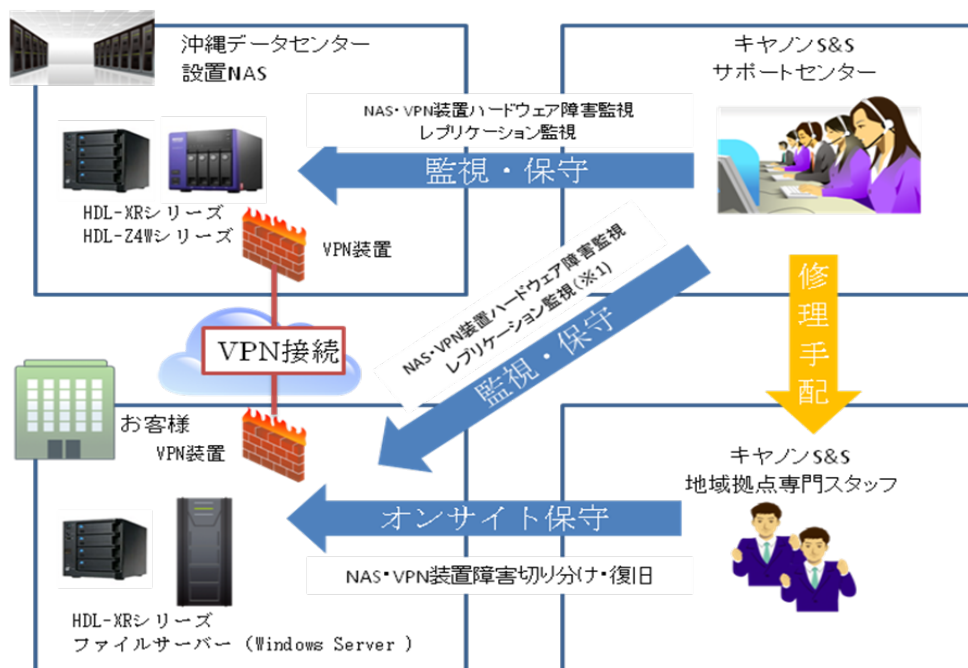 沖縄データセンター
設置NAS
HDL-XRシリーズ
HDL-Z4Wシリーズ
VPN装置
キヤノンS&S
サポートセンター
NAS・VPN装置ハードウェア障害監視
レプリケーション監視
監視・保守
NAS・VPN装置ハードウェア障害監視
レプリケーション監視(※1)
監視・保守
修理手配
VPN接続
お客様
VPN装置
HDL-XRシリーズ
ファイルサーバー (Windows Server )
キヤノンS&S
地域拠点専門スタッフ
オンサイト保守
NAS・VPN装置障害切り分け・復旧